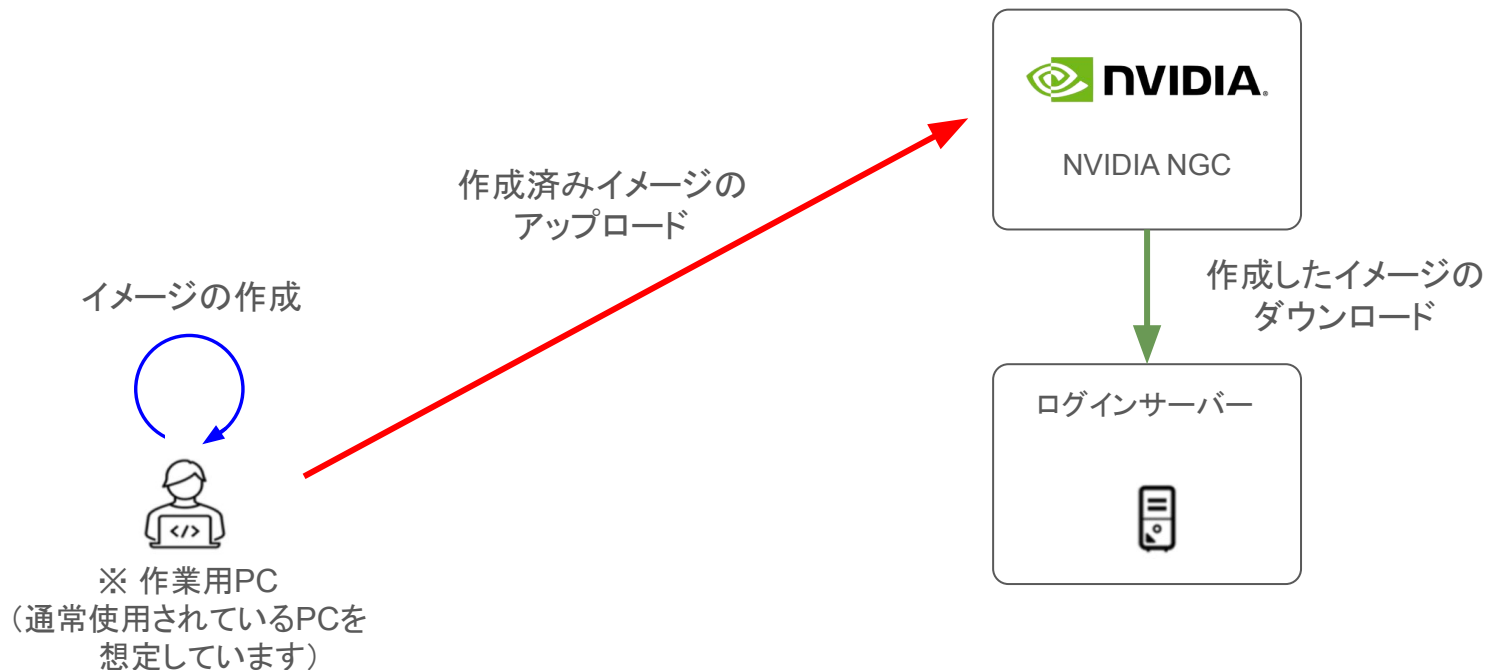 NVIDIA.
NVIDIA NGC
作成済みイメージの
アップロード
イメージの作成
作成したイメージの
ダウンロード
ログインサーバー
</>
※ 作業用PC
（通常使用されているPCを
想定しています）